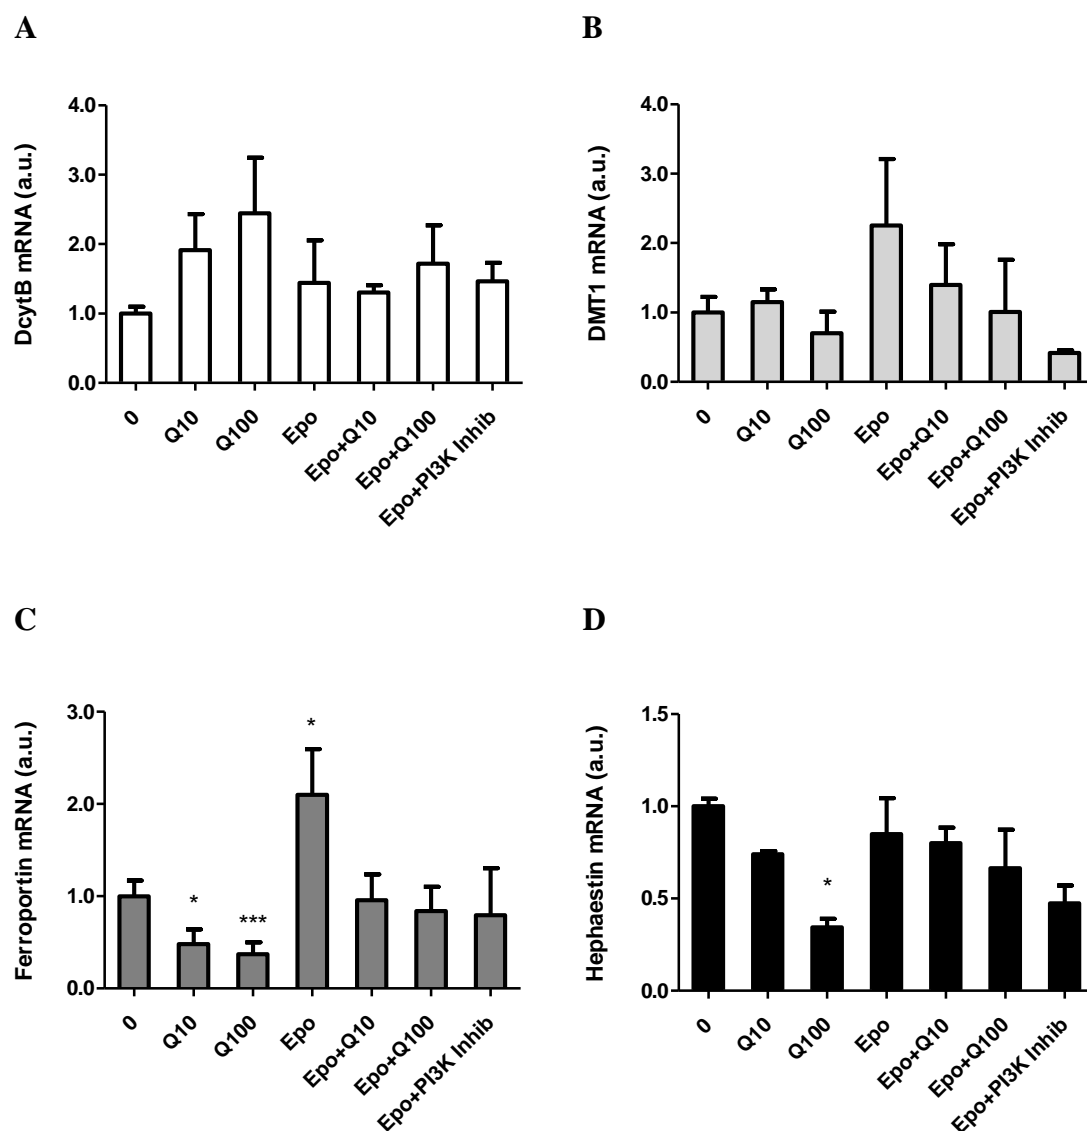 A
DcytB mRNA (a.u.)
4.0
3.0
2.0
1.0
0.0
0
Q10
Q100
Epo
Epo+Q10
Epo+Q100
Epo+PI3K Inhib
B
DMT1 mRNA (a.u.)
4.0
3.0
2.0
1.0
0.0
0
Q10
Q100
Epo
Epo+Q10
Epo+Q100
Epo+PI3K Inhib
C
Ferroportin mRNA (a.u.)
3.0
2.0
1.0
0.0
*
***
*
0
Q10
Q100
Epo
Epo+Q10
Epo+Q100
Epo+PI3K Inhib
D
Hephaestin mRNA (a.u.)
1.5
1.0
0.5
0.0
*
0
Q10
Q100
Epo
Epo+Q10
Epo+Q100
Epo+PI3K Inhib